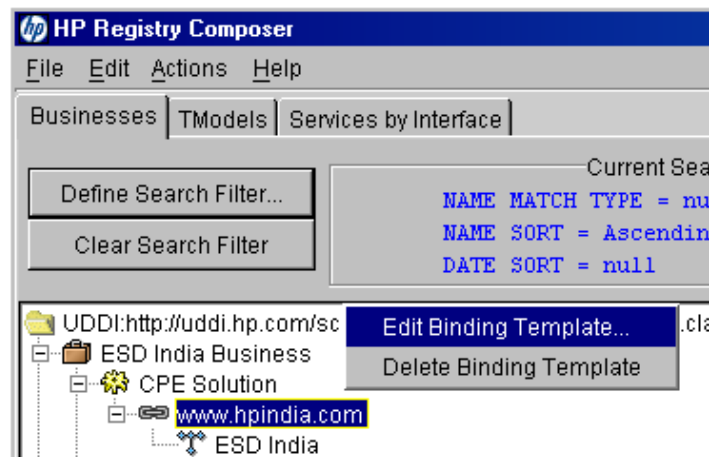 HP Registry Composer
File Edit Actions Help
Businesses TModels Services by Interface
Define Search Filter...
Clear Search Filter
Current Sea
NAME MATCH TYPE = nu
NAME SORT = Ascendin
DATE SORT = null
UDDI:http://uddi.hp.com/sc .cla
Edit Binding Template...
Delete Binding Template
ESD India Business
CPE Solution
www.hpindia.com
ESD India